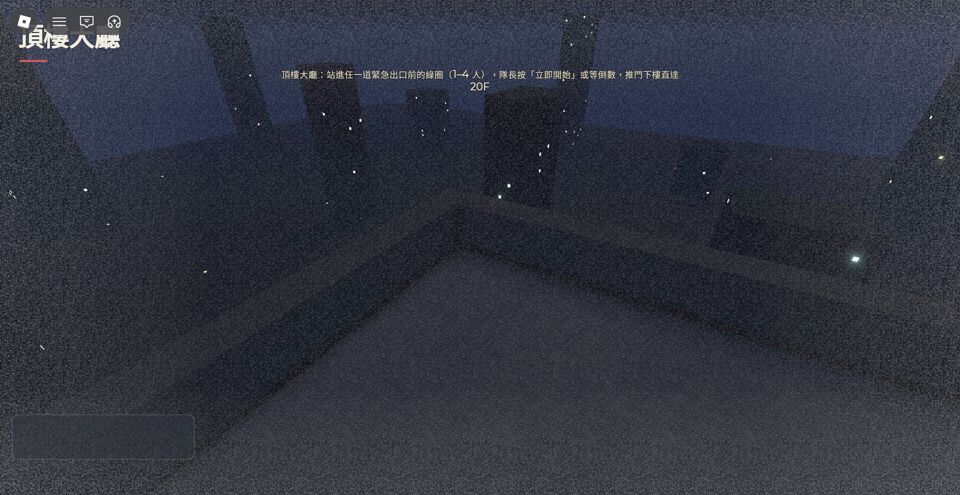 頂樓大廳
頂樓大廳：站進任一道緊急出口前的綠圈（1–4 人），隊長按「立即開始」或等倒數，推門下樓直達
20F